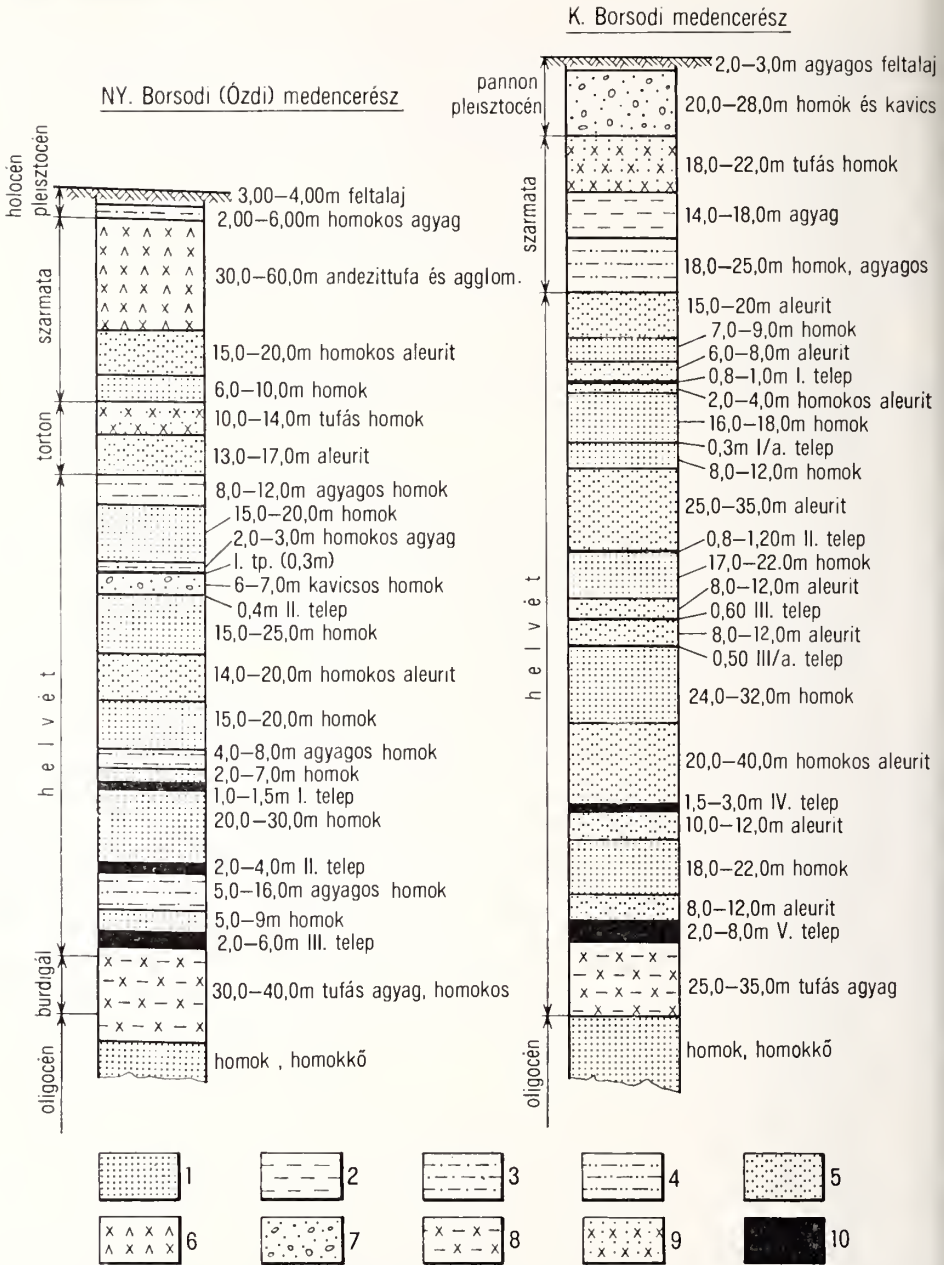 K. Borsodi medencerész
2,0–3,0m agyagos feltalaj
pannon
pleisztocén
20,0–28,0m homok és kavics
szarmata
18,0–22,0m tufás homok
14,0–18,0m agyag
18,0–25,0m homok, agyagos
helvét
15,0–20m aleurit
7,0–9,0m homok
6,0–8,0m aleurit
0,8–1,0m I. telep
2,0–4,0m homokos aleurit
16,0–18,0m homok
0,3m I/a. telep
8,0–12,0m homok
25,0–35,0m aleurit
0,8–1,20m II. telep
17,0–22.0m homok
8,0–12,0m aleurit
0,60 III. telep
8,0–12,0m aleurit
0,50 III/a. telep
24,0–32,0m homok
20,0–40,0m homokos aleurit
1,5–3,0m IV. telep
10,0–12,0m aleurit
18,0–22,0m homok
8,0–12,0m aleurit
2,0–8,0m V. telep
25,0–35,0m tufás agyag
oligocén
homok, homokkő
NY. Borsodi (Ózdi) medencerész
holocén
pleisztocén
3,00–4,00m feltalaj
2,00–6,00m homokos agyag
szarmata
30,0–60,0m andezittufa és agglom.
15,0–20,0m homokos aleurit
6,0–10,0m homok
torton
10,0–14,0m tufás homok
13,0–17,0m aleurit
helvét
8,0–12,0m agyagos homok
15,0–20,0m homok
2,0–3,0m homokos agyag
I. tp. (0,3m)
6–7,0m kavicsos homok
0,4m II. telep
15,0–25,0m homok
14,0–20,0m homokos aleurit
15,0–20,0m homok
4,0–8,0m agyagos homok
2,0–7,0m homok
1,0–1,5m I. telep
20,0–30,0m homok
2,0–4,0m II. telep
5,0–16,0m agyagos homok
5,0–9m homok
2,0–6,0m III. telep
burdigál
30,0–40,0m tufás agyag, homokos
oligocén
homok , homokkő
1 2 3 4 5
6 7 8 9 10